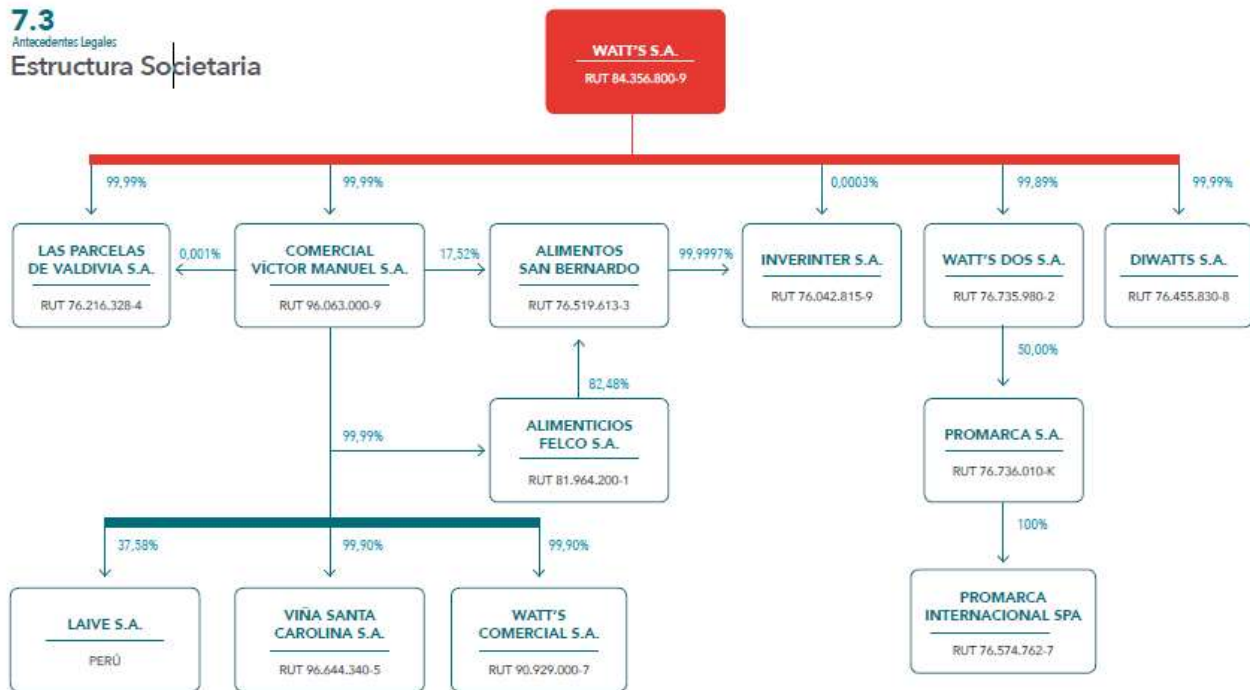 7.3
Antecedentes Legales
Estructura Societaria
WATT'S S.A.
RUT 84.356.800-9
99,99%
99,99%
0,0003%
99,89%
99,99%
LAS PARCELAS
DE VALDIVIA S.A.
RUT 76.216.328-4
0,001%
COMERCIAL
VÍCTOR MANUEL S.A.
RUT 96.063.000-9
17,52%
ALIMENTOS
SAN BERNARDO
RUT 76.519.613-3
99,9997%
INVERINTER S.A.
RUT 76.042.815-9
WATT'S DOS S.A.
RUT 76.735.980-2
DIWATTS S.A.
RUT 76.455.830-8
82,48%
50,00%
99,99%
ALIMENTICIOS
FELCO S.A.
RUT 81.964.200-1
PROMARCA S.A.
RUT 76.736.010-K
37,58%
99,90%
99,90%
100%
LAIVE S.A.
PERÚ
VIÑA SANTA
CAROLINA S.A.
RUT 96.644.340-5
WATT'S
COMERCIAL S.A.
RUT 90.929.000-7
PROMARCA
INTERNACIONAL SPA
RUT 76.574.762-7